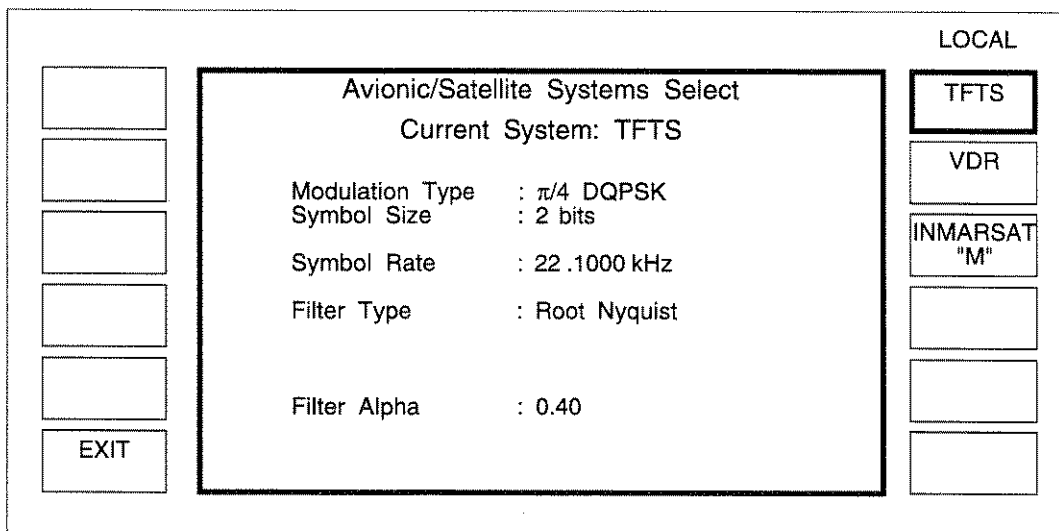 LOCAL
Avionic/Satellite Systems Select
Current System: TFTS
Modulation Type : π/4 DQPSK
Symbol Size : 2 bits
Symbol Rate : 22 .1000 kHz
Filter Type : Root Nyquist
Filter Alpha : 0.40
EXIT
TFTS
VDR
INMARSAT
"M"